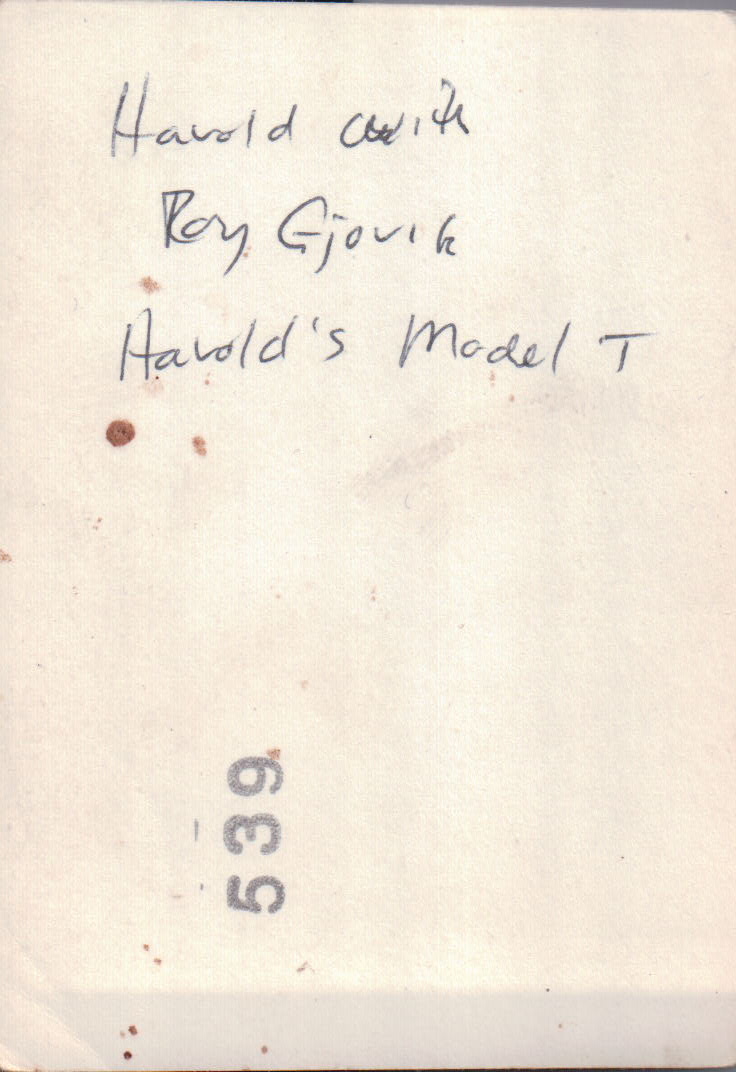 Harold with
Roy Gjovik
Harold's Model T
539